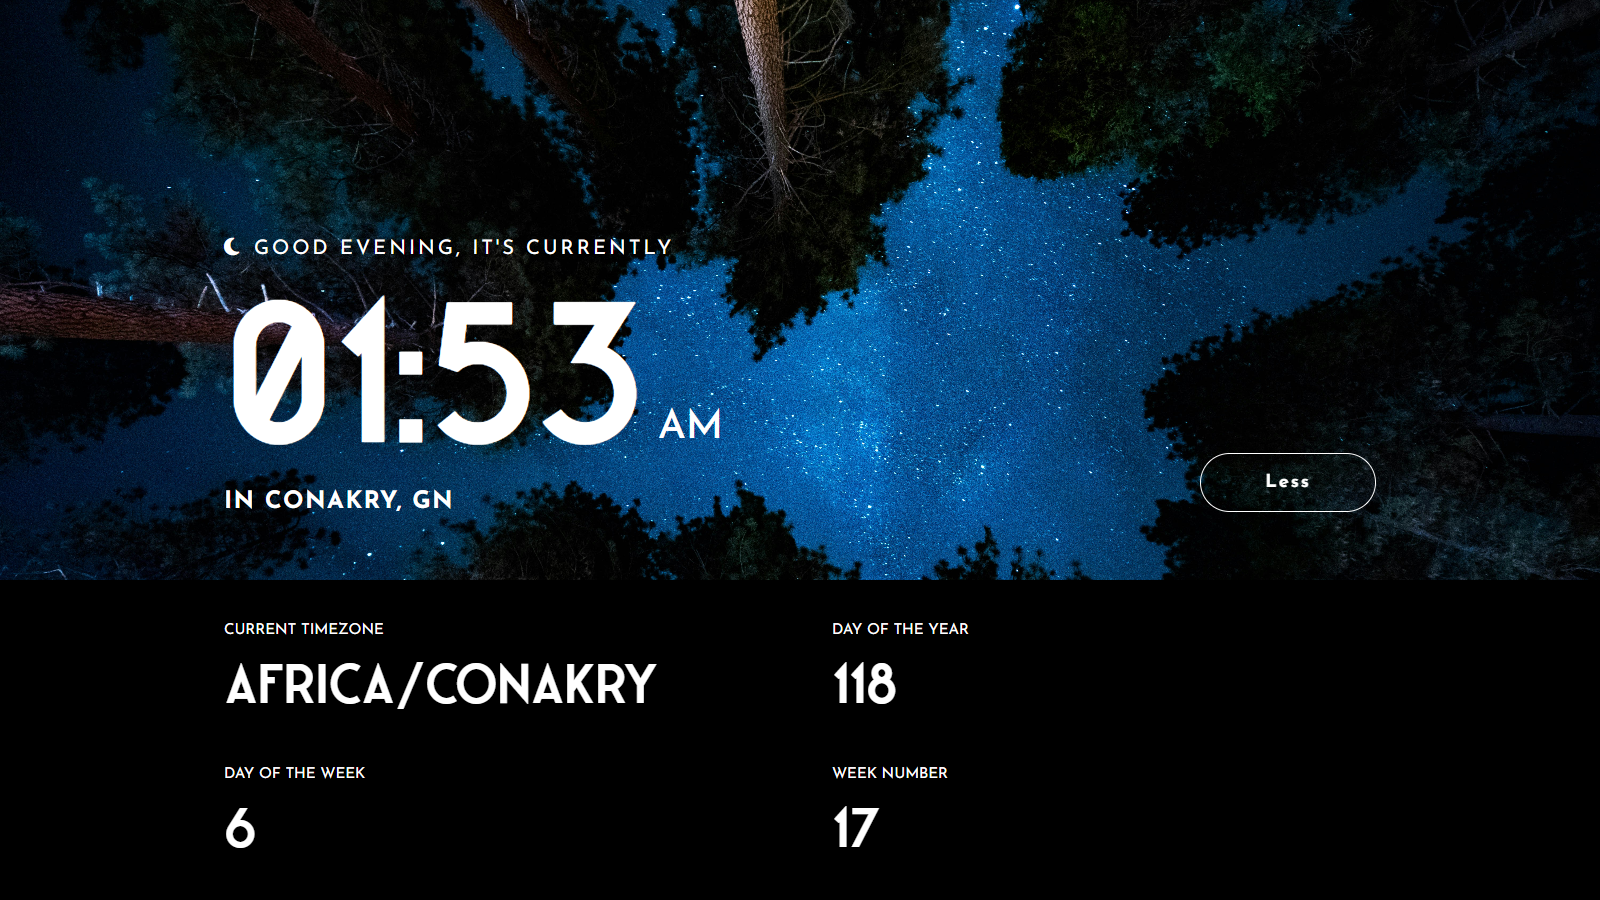 GOOD EVENING, IT'S CURRENTLY
01:53 AM
IN CONAKRY, GN
Less
CURRENT TIMEZONE
AFRICA/CONAKRY
DAY OF THE YEAR
118
DAY OF THE WEEK
6
WEEK NUMBER
17